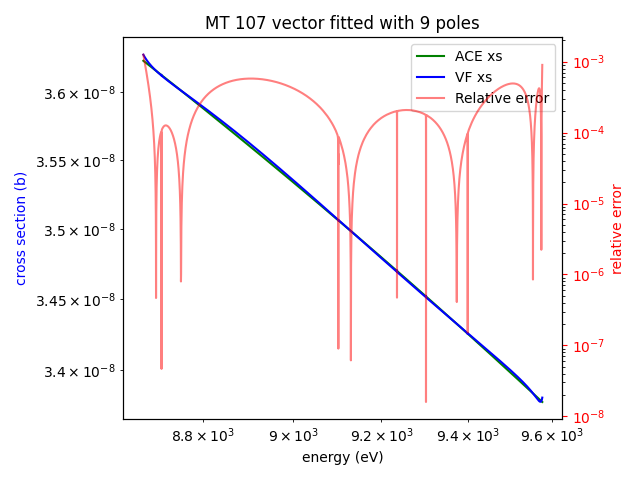 MT 107 vector fitted with 9 poles
ACE xs
VF xs
Relative error
3.6 × 10⁻⁸
3.55 × 10⁻⁸
3.5 × 10⁻⁸
3.45 × 10⁻⁸
3.4 × 10⁻⁸
cross section (b)
10⁻³
10⁻⁴
10⁻⁵
10⁻⁶
10⁻⁷
10⁻⁸
relative error
8.8 × 10³ 9 × 10³ 9.2 × 10³ 9.4 × 10³ 9.6 × 10³
energy (eV)